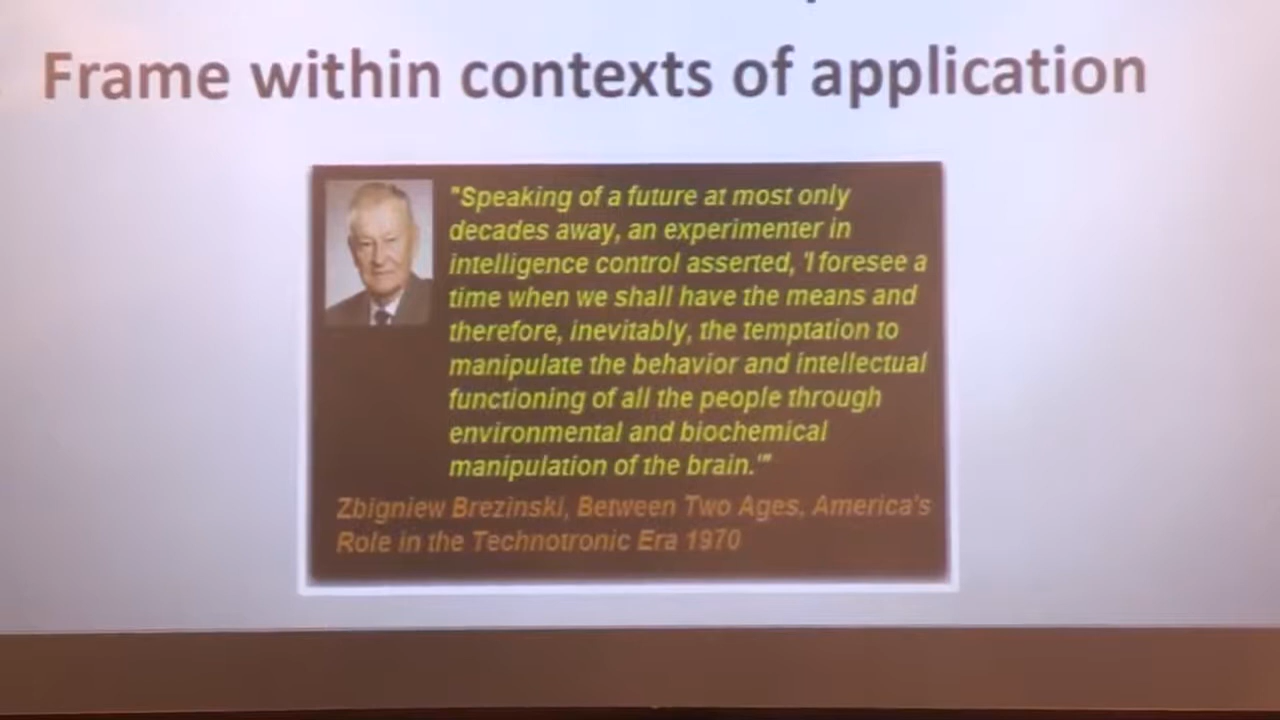 Frame within contexts of application
"Speaking of a future at most only
decades away, an experimenter in
intelligence control asserted, 'I foresee a
time when we shall have the means and
therefore, inevitably, the temptation to
manipulate the behavior and intellectual
functioning of all the people through
environmental and biochemical
manipulation of the brain.'"
Zbigniew Brezinski, Between Two Ages, America's
Role in the Technotronic Era 1970